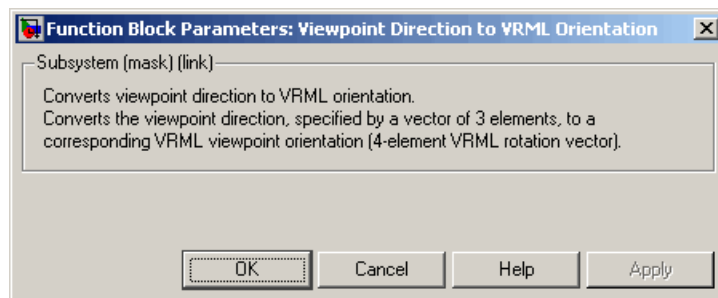 Function Block Parameters: Viewpoint Direction to VRML Orientation
Subsystem (mask) (link)
Converts viewpoint direction to VRML orientation.
Converts the viewpoint direction, specified by a vector of 3 elements, to a
corresponding VRML viewpoint orientation (4-element VRML rotation vector).
OK Cancel Help Apply